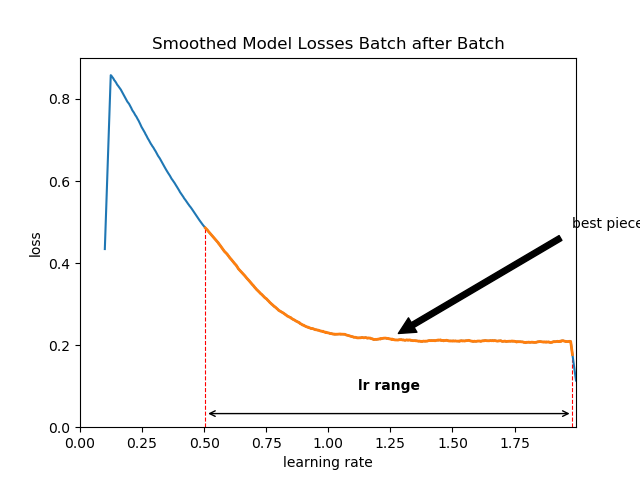 Smoothed Model Losses Batch after Batch
0.8
0.6
0.4
0.2
0.0
loss
best piece
lr range
0.00 0.25 0.50 0.75 1.00 1.25 1.50 1.75
learning rate